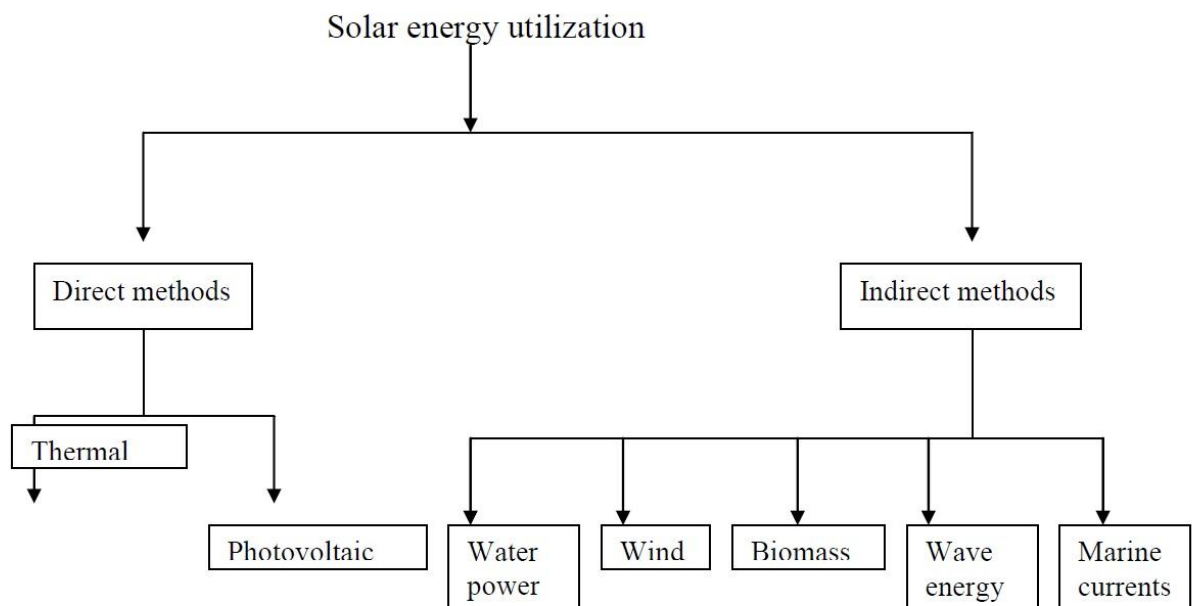 Solar energy utilization
Direct methods
Indirect methods
Thermal
Photovoltaic
Water
power
Wind
Biomass
Wave
energy
Marine
currents